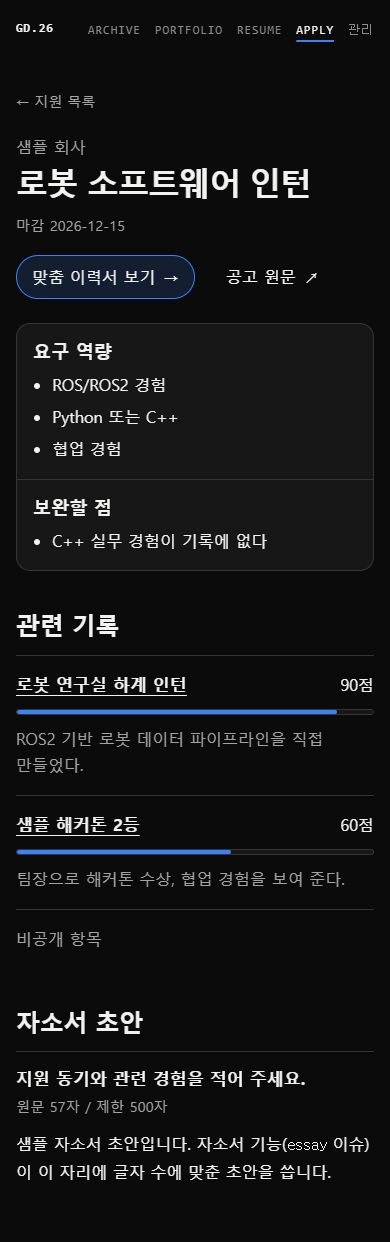 GD.26 ARCHIVE PORTFOLIO RESUME APPLY 관리
← 지원 목록
샘플 회사
로봇 소프트웨어 인턴
마감 2026-12-15
맞춤 이력서 보기 → 공고 원문 ↗
요구 역량
• ROS/ROS2 경험
• Python 또는 C++
• 협업 경험
보완할 점
• C++ 실무 경험이 기록에 없다
관련 기록
로봇 연구실 하계 인턴 90점
ROS2 기반 로봇 데이터 파이프라인을 직접
만들었다.
샘플 해커톤 2등 60점
팀장으로 해커톤 수상, 협업 경험을 보여 준다.
비공개 항목
자소서 초안
지원 동기와 관련 경험을 적어 주세요.
원문 57자 / 제한 500자
샘플 자소서 초안입니다. 자소서 기능(essay 이슈)
이 이 자리에 글자 수에 맞춘 초안을 씁니다.